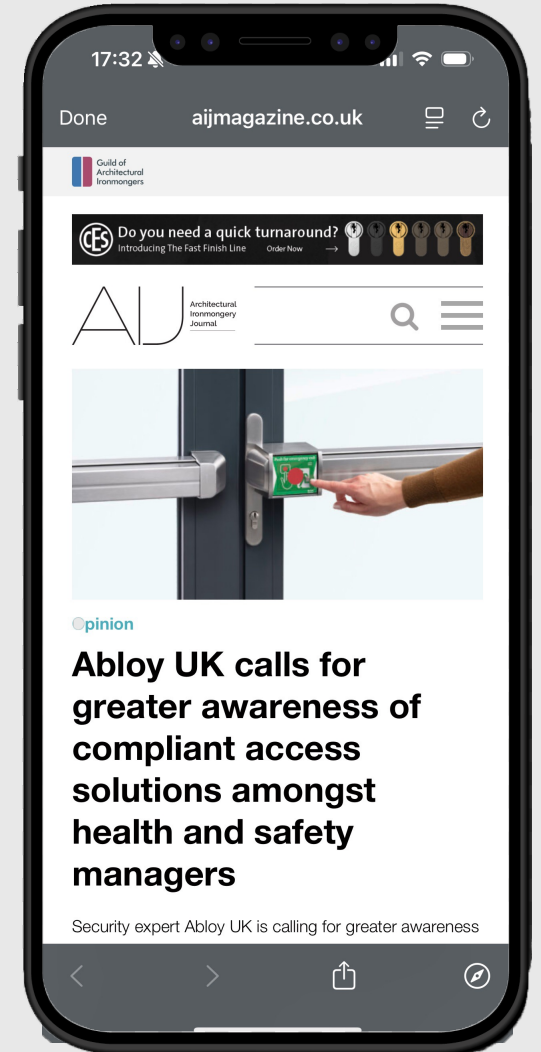 17:32
Done
aijmagazine.co.uk
Guild of
Architectural
Ironmongers
CES
Do you need a quick turnaround?
Introducing The Fast Finish Line
Order Now
AIJ
Architectural
Ironmongery
Journal
Opinion
Abloy UK calls for
greater awareness of
compliant access
solutions amongst
health and safety
managers
Security expert Abloy UK is calling for greater awareness